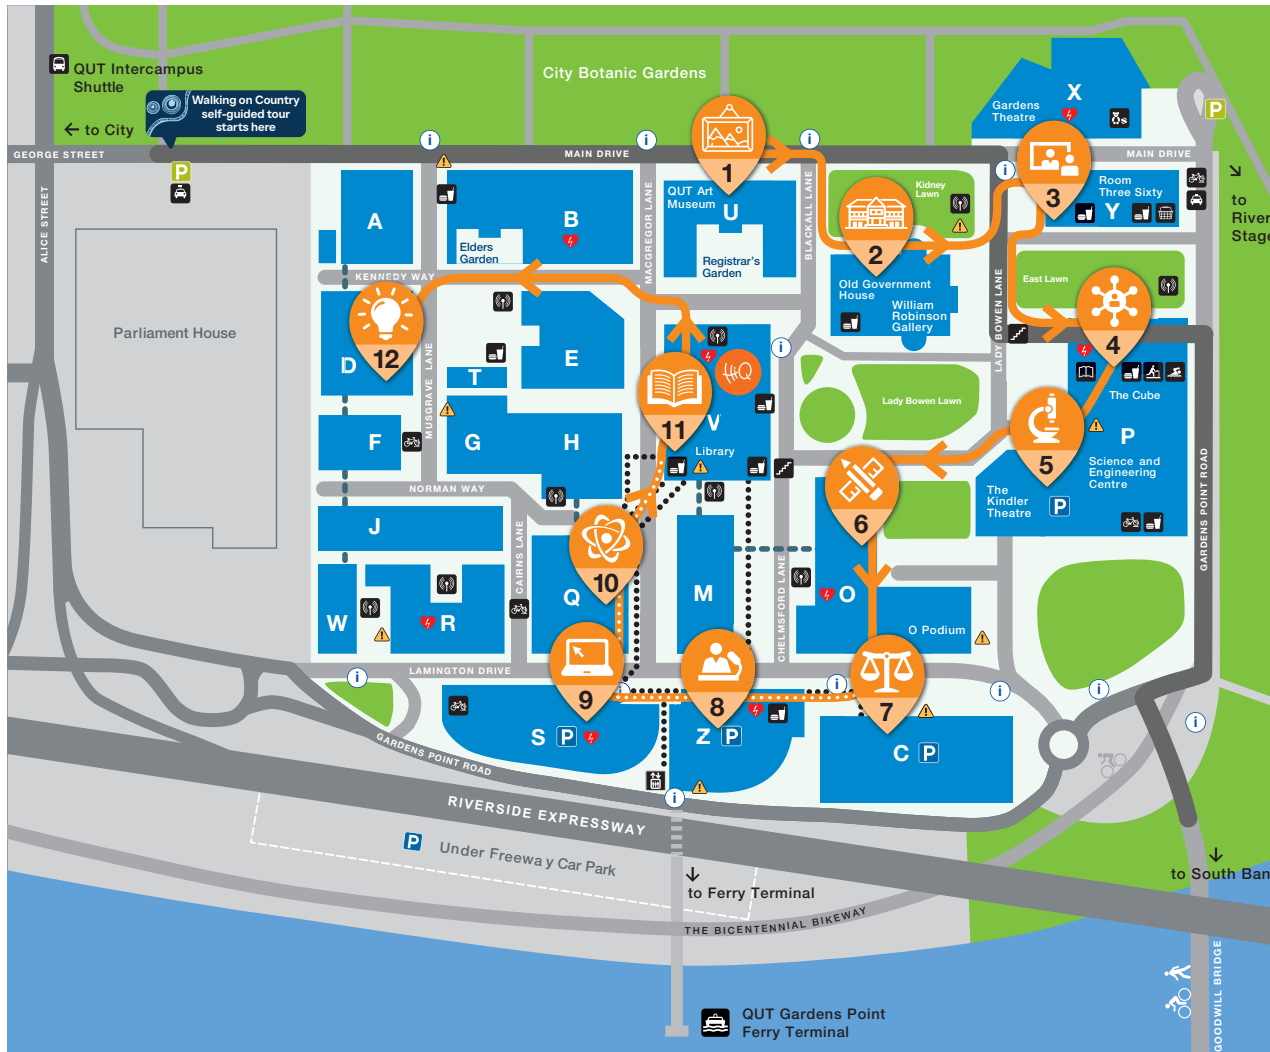 QUT Intercampus
Shuttle
City Botanic Gardens
Walking on Country
self-guided tour
starts here
← to City
GEORGE STREET
MAIN DRIVE
MAIN DRIVE
X
Gardens
Theatre
P
P
ALICE STREET
A
B
Elders
Garden
MACGREGOR LANE
1
QUT Art
Museum
U
Registrar's
Garden
BLACKALL LANE
Kidney
Lawn
2
Old Government
House
William
Robinson
Gallery
3
Room
Three Sixty
Y
to
River
Stage
KENNEDY WAY
East Lawn
LADY BOWEN LANE
4
Parliament House
12
D
MUSGRAVE LANE
T
E
HiQ
V
11
Library
Lady Bowen Lawn
The Cube
P
5
Science and
Engineering
Centre
The
Kindler
Theatre
P
GARDENS POINT ROAD
F
G
H
NORMAN WAY
6
J
CAIRNS LANE
10
Q
M
CHELMSFORD LANE
O
O Podium
W
R
LAMINGTON DRIVE
9
8
7
S
P
Z
P
C
P
GARDENS POINT ROAD
RIVERSIDE EXPRESSWAY
P
Under Freeway Car Park
to Ferry Terminal
THE BICENTENNIAL BIKEWAY
to South Ban
GOODWILL BRIDGE
QUT Gardens Point
Ferry Terminal